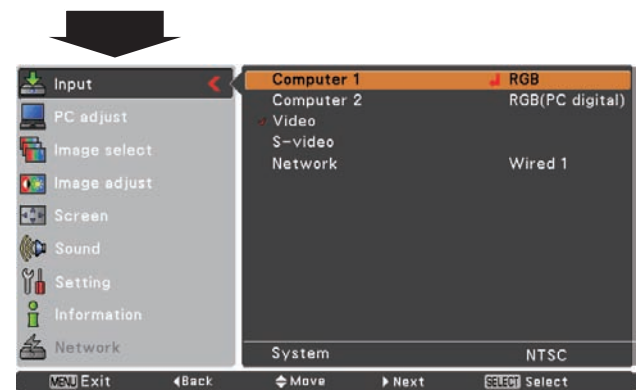 Input
PC adjust
Image select
Image adjust
Screen
Sound
Setting
Information
Network
Computer 1 RGB
Computer 2 RGB(PC digital)
Video
S-video
Network Wired 1
System NTSC
MENU Exit Back Move Next SELECT Select